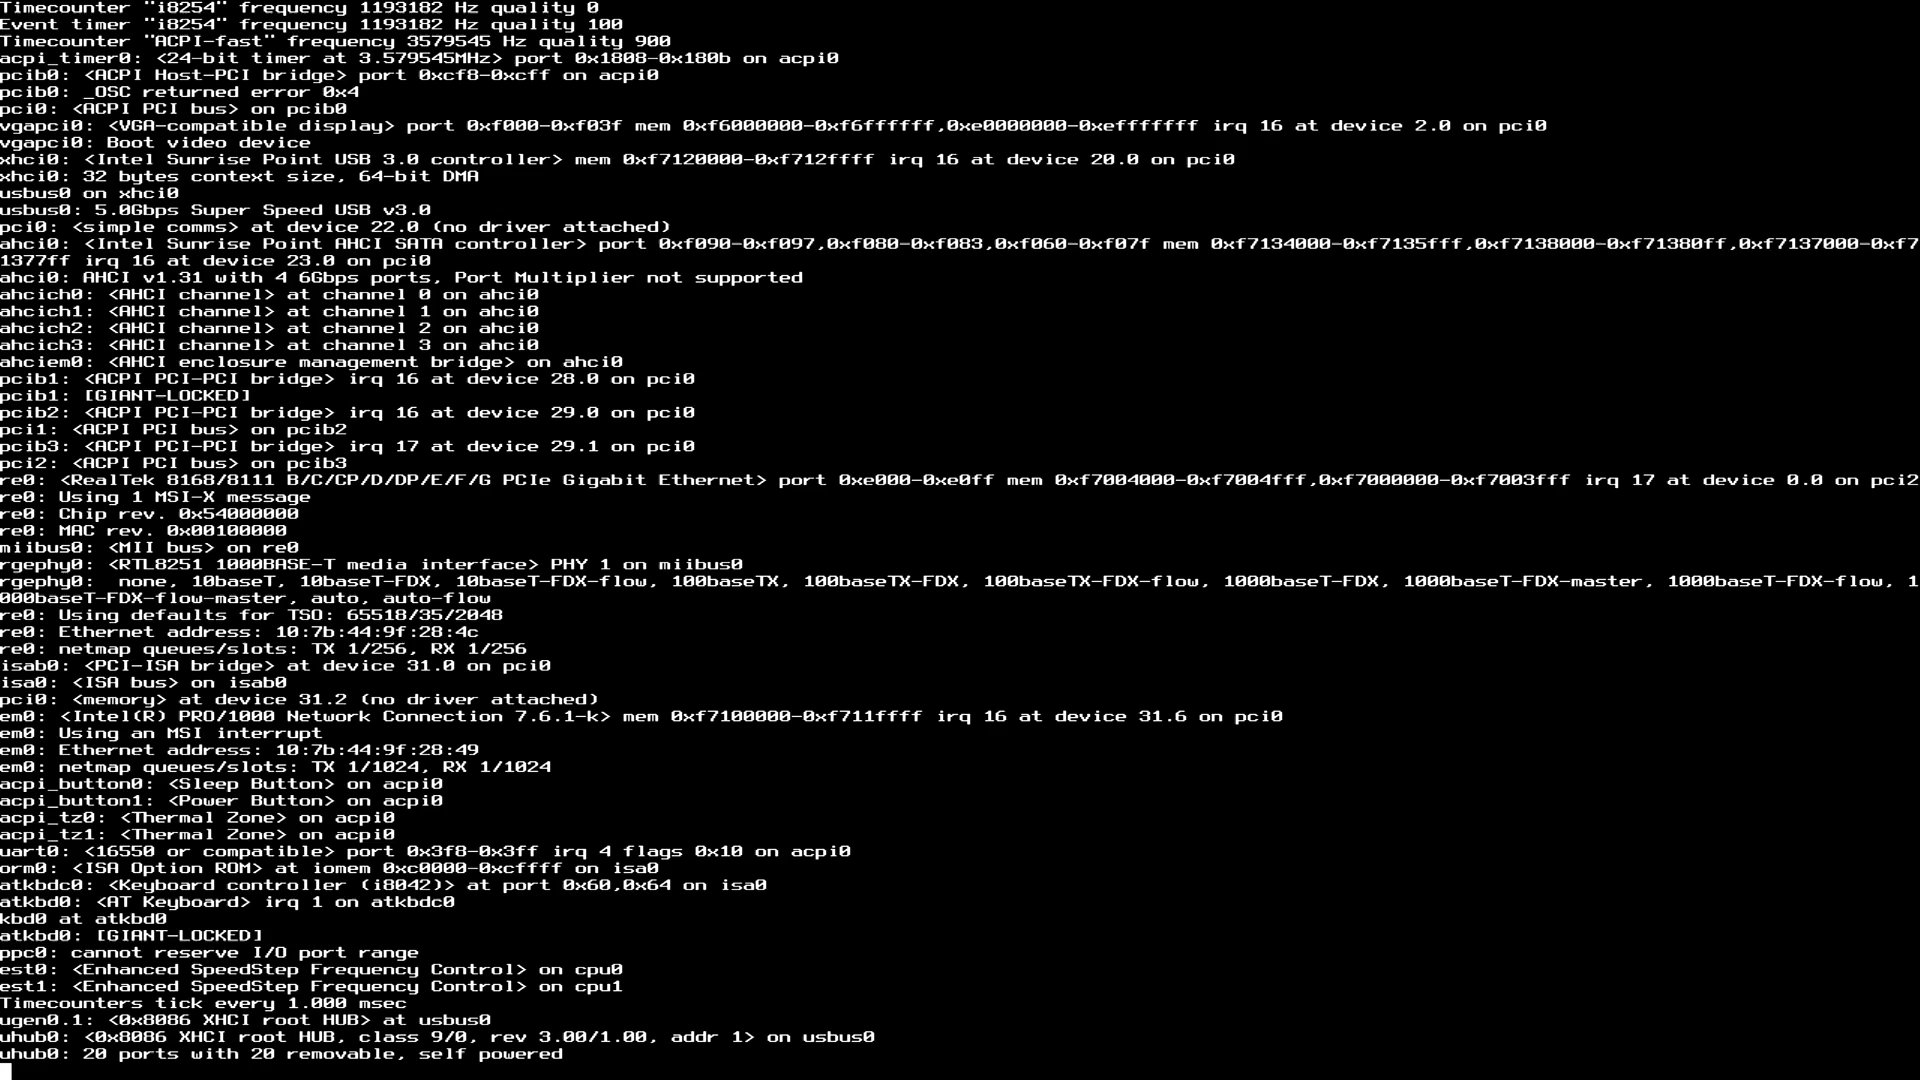 Timecounter "i8254" frequency 1193182 Hz quality 0
Event timer "i8254" frequency 1193182 Hz quality 100
Timecounter "ACPI-fast" frequency 3579545 Hz quality 900
acpi_timer0: <24-bit timer at 3.579545MHz> port 0x1808-0x180b on acpi0
pcib0: <ACPI Host-PCI bridge> port 0xcf8-0xcff on acpi0
pcib0: _OSC returned error 0x4
pci0: <ACPI PCI bus> on pcib0
vgapci0: <VGA-compatible display> port 0xf000-0xf03f mem 0xf6000000-0xf6ffffff,0xe0000000-0xefffffff irq 16 at device 2.0 on pci0
vgapci0: Boot video device
xhci0: <Intel Sunrise Point USB 3.0 controller> mem 0xf7120000-0xf712ffff irq 16 at device 20.0 on pci0
xhci0: 32 bytes context size, 64-bit DMA
usbus0 on xhci0
usbus0: 5.0Gbps Super Speed USB v3.0
pci0: <simple comms> at device 22.0 (no driver attached)
ahci0: <Intel Sunrise Point AHCI SATA controller> port 0xf090-0xf097,0xf080-0xf083,0xf060-0xf07f mem 0xf7134000-0xf7135fff,0xf7138000-0xf71380ff,0xf7137000-0xf7
1377ff irq 16 at device 23.0 on pci0
ahci0: AHCI v1.31 with 4 6Gbps ports, Port Multiplier not supported
ahcich0: <AHCI channel> at channel 0 on ahci0
ahcich1: <AHCI channel> at channel 1 on ahci0
ahcich2: <AHCI channel> at channel 2 on ahci0
ahcich3: <AHCI channel> at channel 3 on ahci0
ahciem0: <AHCI enclosure management bridge> on ahci0
pcib1: <ACPI PCI-PCI bridge> irq 16 at device 28.0 on pci0
pcib1: [GIANT-LOCKED]
pcib2: <ACPI PCI-PCI bridge> irq 16 at device 29.0 on pci0
pci1: <ACPI PCI bus> on pcib2
pcib3: <ACPI PCI-PCI bridge> irq 17 at device 29.1 on pci0
pci2: <ACPI PCI bus> on pcib3
re0: <RealTek 8168/8111 B/C/CP/D/DP/E/F/G PCIe Gigabit Ethernet> port 0xe000-0xe0ff mem 0xf7004000-0xf7004fff,0xf7000000-0xf7003fff irq 17 at device 0.0 on pci2
re0: Using 1 MSI-X message
re0: Chip rev. 0x54000000
re0: MAC rev. 0x00100000
miibus0: <MII bus> on re0
rgephy0: <RTL8251 1000BASE-T media interface> PHY 1 on miibus0
rgephy0:  none, 10baseT, 10baseT-FDX, 10baseT-FDX-flow, 100baseTX, 100baseTX-FDX, 100baseTX-FDX-flow, 1000baseT-FDX, 1000baseT-FDX-master, 1000baseT-FDX-flow, 1
000baseT-FDX-flow-master, auto, auto-flow
re0: Using defaults for TSO: 65518/35/2048
re0: Ethernet address: 10:7b:44:9f:28:4c
re0: netmap queues/slots: TX 1/256, RX 1/256
isab0: <PCI-ISA bridge> at device 31.0 on pci0
isa0: <ISA bus> on isab0
pci0: <memory> at device 31.2 (no driver attached)
em0: <Intel(R) PRO/1000 Network Connection 7.6.1-k> mem 0xf7100000-0xf711ffff irq 16 at device 31.6 on pci0
em0: Using an MSI interrupt
em0: Ethernet address: 10:7b:44:9f:28:49
em0: netmap queues/slots: TX 1/1024, RX 1/1024
acpi_button0: <Sleep Button> on acpi0
acpi_button1: <Power Button> on acpi0
acpi_tz0: <Thermal Zone> on acpi0
acpi_tz1: <Thermal Zone> on acpi0
uart0: <16550 or compatible> port 0x3f8-0x3ff irq 4 flags 0x10 on acpi0
orm0: <ISA Option ROM> at iomem 0xc0000-0xcffff on isa0
atkbdc0: <Keyboard controller (i8042)> at port 0x60,0x64 on isa0
atkbd0: <AT Keyboard> irq 1 on atkbdc0
kbd0 at atkbd0
atkbd0: [GIANT-LOCKED]
ppc0: cannot reserve I/O port range
est0: <Enhanced SpeedStep Frequency Control> on cpu0
est1: <Enhanced SpeedStep Frequency Control> on cpu1
Timecounters tick every 1.000 msec
ugen0.1: <0x8086 XHCI root HUB> at usbus0
uhub0: <0x8086 XHCI root HUB, class 9/0, rev 3.00/1.00, addr 1> on usbus0
uhub0: 20 ports with 20 removable, self powered